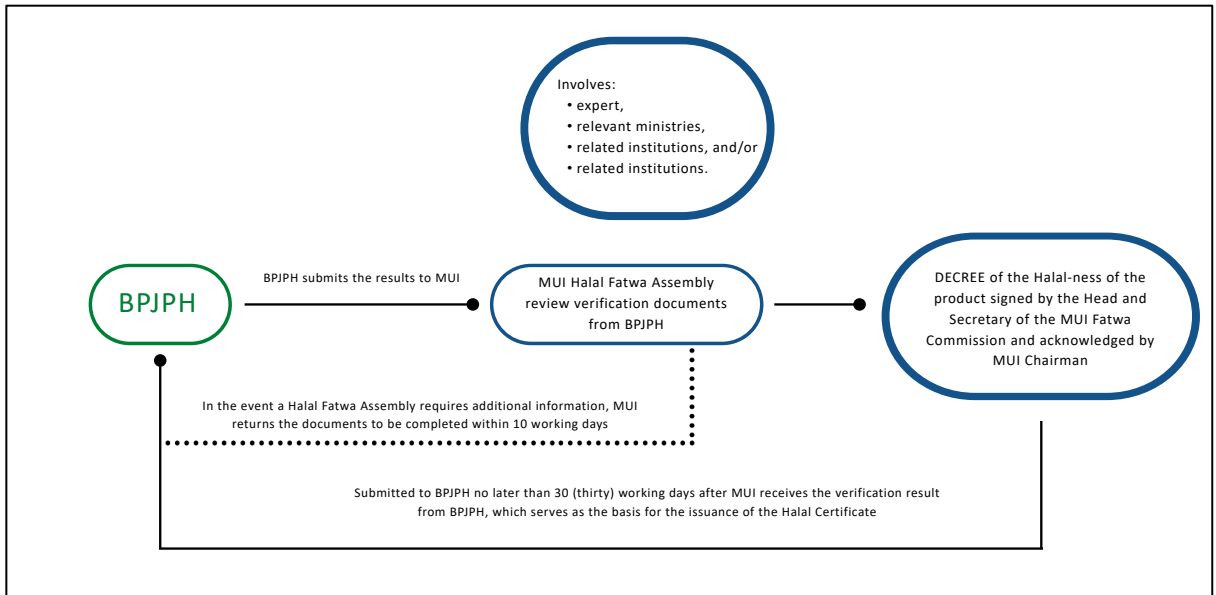 Involves:
• expert,
• relevant ministries,
• related institutions, and/or
• related institutions.
BPJPH
BPJPH submits the results to MUI
MUI Halal Fatwa Assembly
review verification documents
from BPJPH
DECREE of the Halal-ness of the
product signed by the Head and
Secretary of the MUI Fatwa
Commission and acknowledged by
MUI Chairman
In the event a Halal Fatwa Assembly requires additional information, MUI
returns the documents to be completed within 10 working days
Submitted to BPJPH no later than 30 (thirty) working days after MUI receives the verification result
from BPJPH, which serves as the basis for the issuance of the Halal Certificate